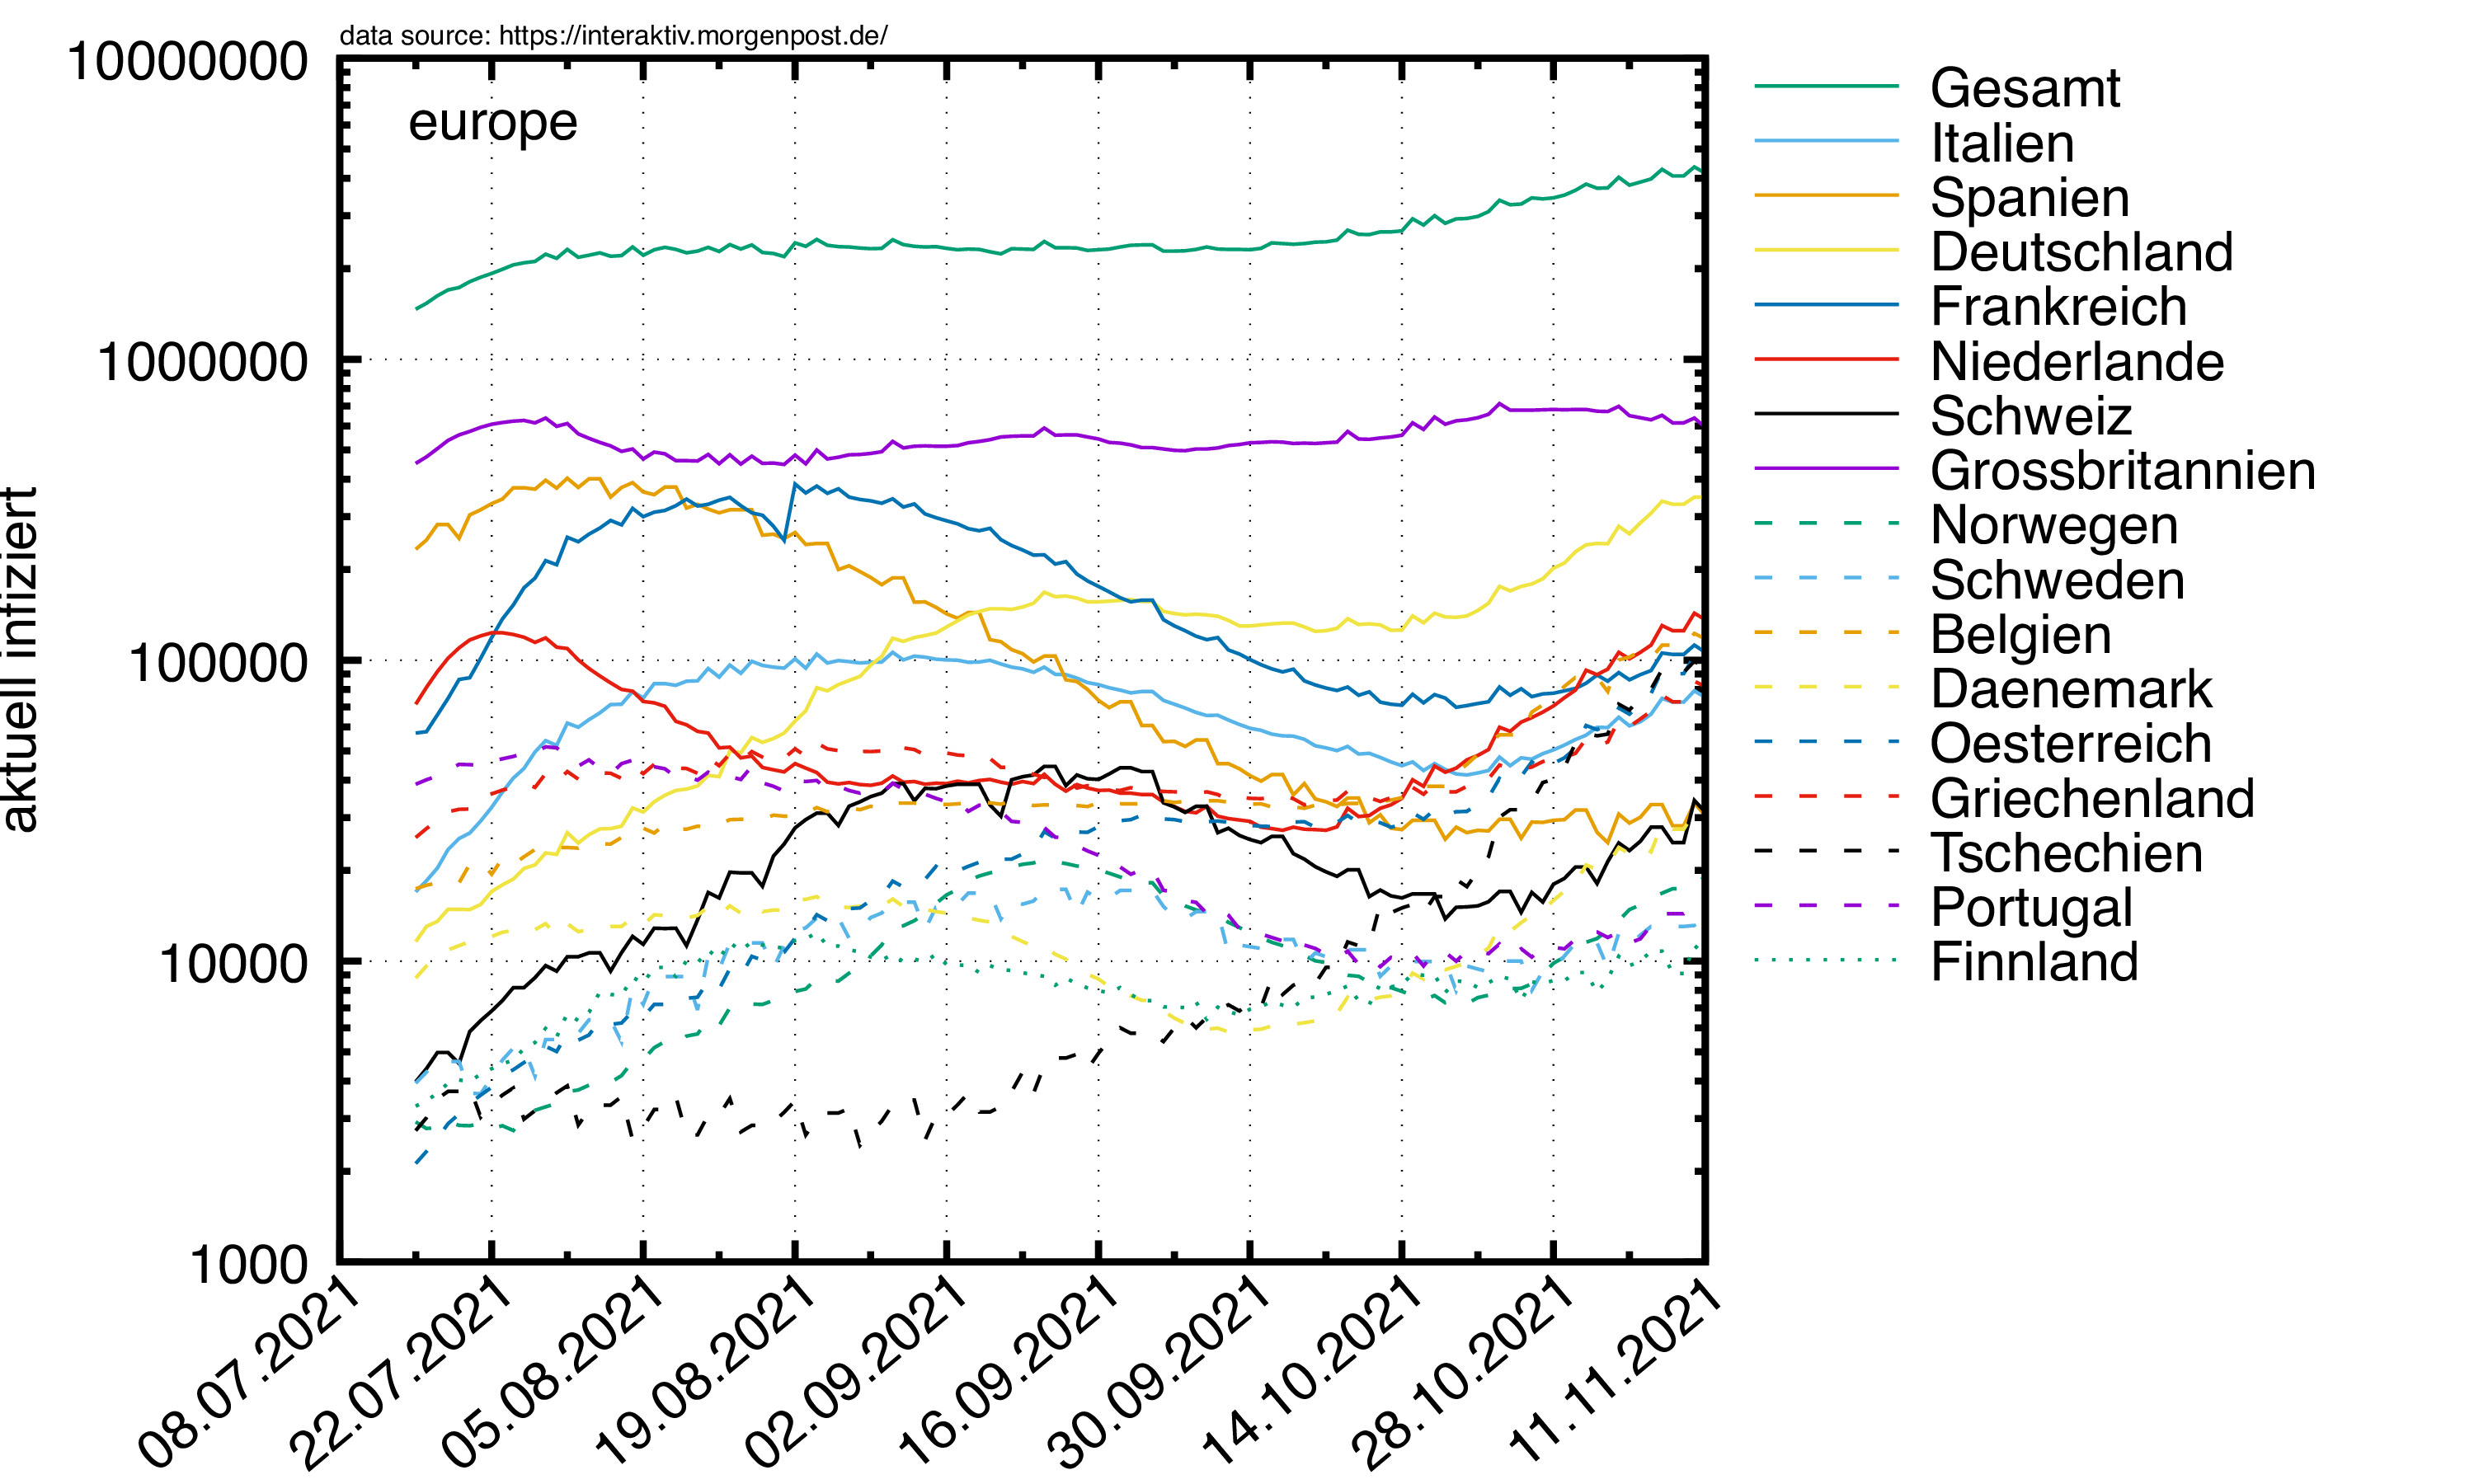 data source: https://interaktiv.morgenpost.de/
europe
aktuell infiziert
10000000
1000000
100000
10000
1000
08.07.2021
22.07.2021
05.08.2021
19.08.2021
02.09.2021
16.09.2021
30.09.2021
14.10.2021
28.10.2021
11.11.2021
Gesamt
Italien
Spanien
Deutschland
Frankreich
Niederlande
Schweiz
Grossbritannien
Norwegen
Schweden
Belgien
Daenemark
Oesterreich
Griechenland
Tschechien
Portugal
Finnland